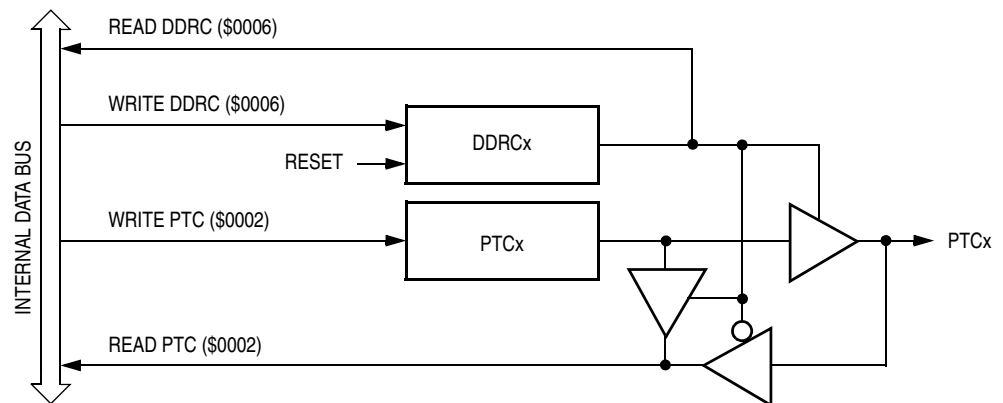 READ DDRC ($0006)
WRITE DDRC ($0006)
DDRCx
RESET
INTERNAL DATA BUS
WRITE PTC ($0002)
PTCx
PTCx
READ PTC ($0002)